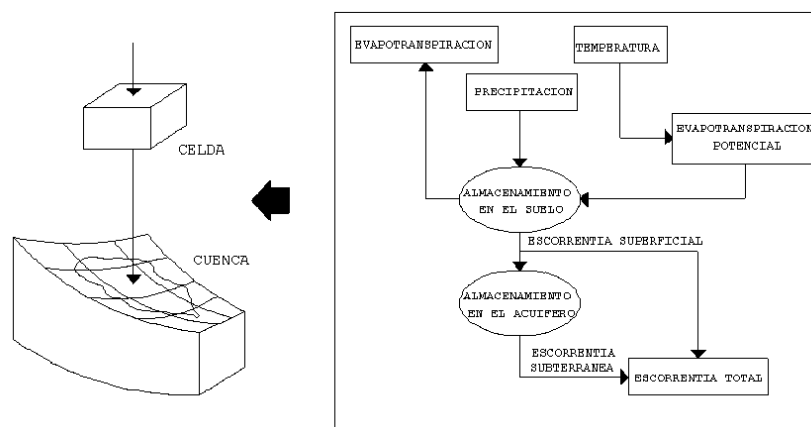 EVAPOTRANSPIRACION
TEMPERATURA
PRECIPITACION
CELDA
EVAPOTRANSPIRACION
POTENCIAL
ALMACENAMIENTO
EN EL SUELO
ESCORRENTIA SUPERFICIAL
CUENCA
ALMACENAMIENTO
EN EL ACUIFERO
ESCORRENTIA
SUBTERRANEA
ESCORRENTIA TOTAL